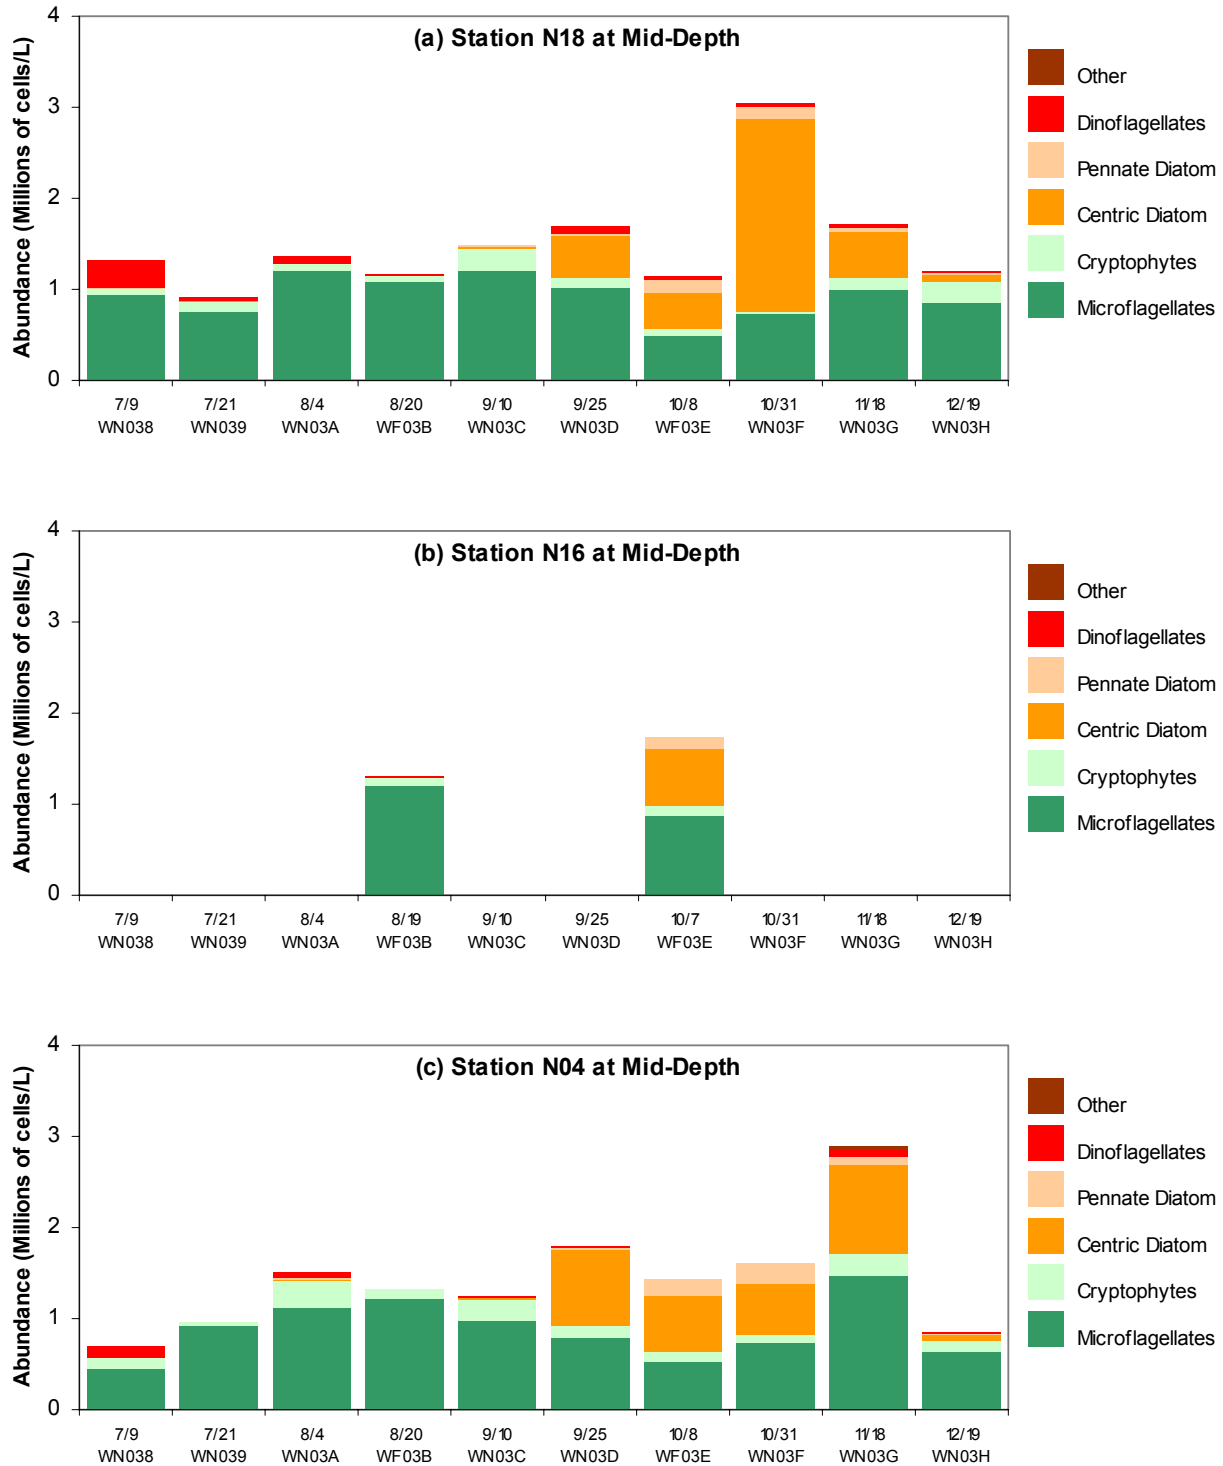 (a) Station N18 at Mid-Depth
Abundance (Millions of cells/L)
4
3
2
1
0
7/9 7/21 8/4 8/20 9/10 9/25 10/8 10/31 11/18 12/19
WN038 WN039 WN03A WF03B WN03C WN03D WF03E WN03F WN03G WN03H
Other
Dinoflagellates
Pennate Diatom
Centric Diatom
Cryptophytes
Microflagellates
(b) Station N16 at Mid-Depth
Abundance (Millions of cells/L)
4
3
2
1
0
7/9 7/21 8/4 8/19 9/10 9/25 10/7 10/31 11/18 12/19
WN038 WN039 WN03A WF03B WN03C WN03D WF03E WN03F WN03G WN03H
Other
Dinoflagellates
Pennate Diatom
Centric Diatom
Cryptophytes
Microflagellates
(c) Station N04 at Mid-Depth
Abundance (Millions of cells/L)
4
3
2
1
0
7/9 7/21 8/4 8/20 9/10 9/25 10/8 10/31 11/18 12/19
WN038 WN039 WN03A WF03B WN03C WN03D WF03E WN03F WN03G WN03H
Other
Dinoflagellates
Pennate Diatom
Centric Diatom
Cryptophytes
Microflagellates